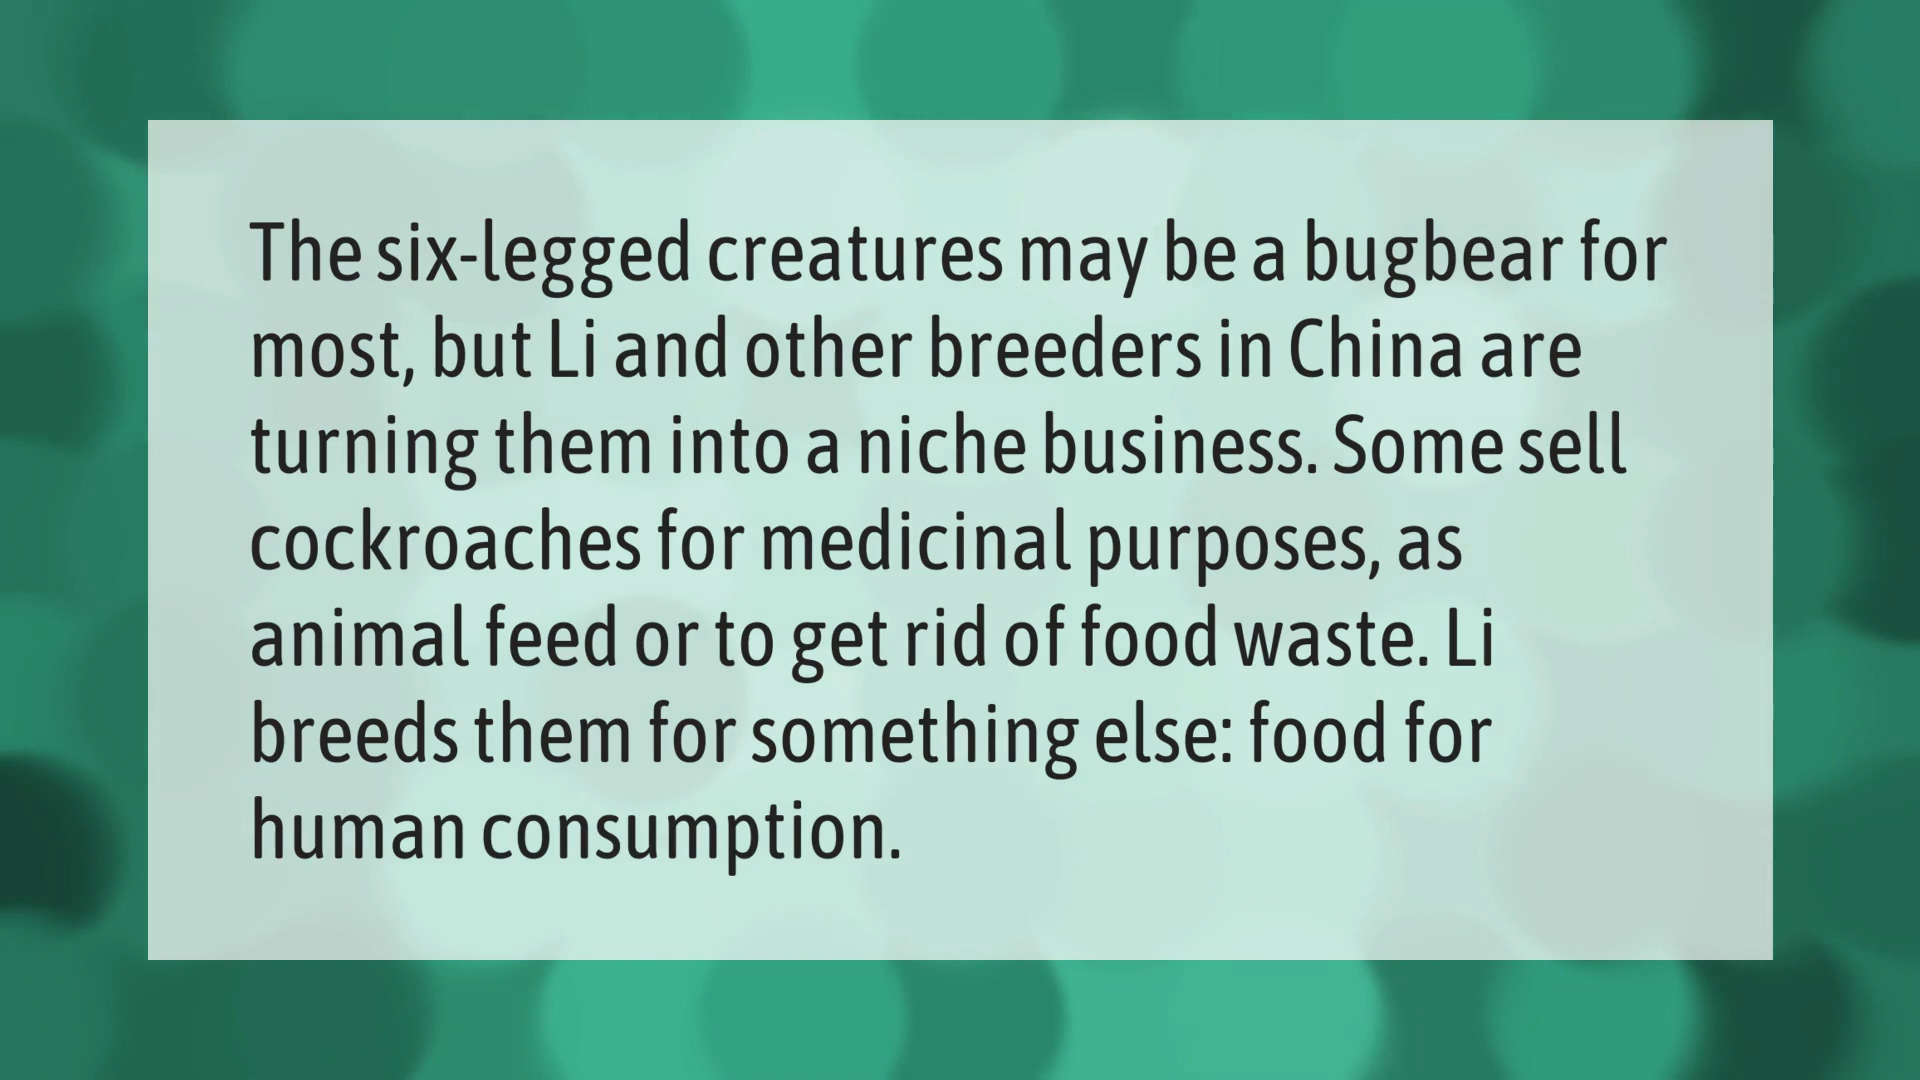 The six-legged creatures may be a bugbear for
most, but Li and other breeders in China are
turning them into a niche business. Some sell
cockroaches for medicinal purposes, as
animal feed or to get rid of food waste. Li
breeds them for something else: food for
human consumption.